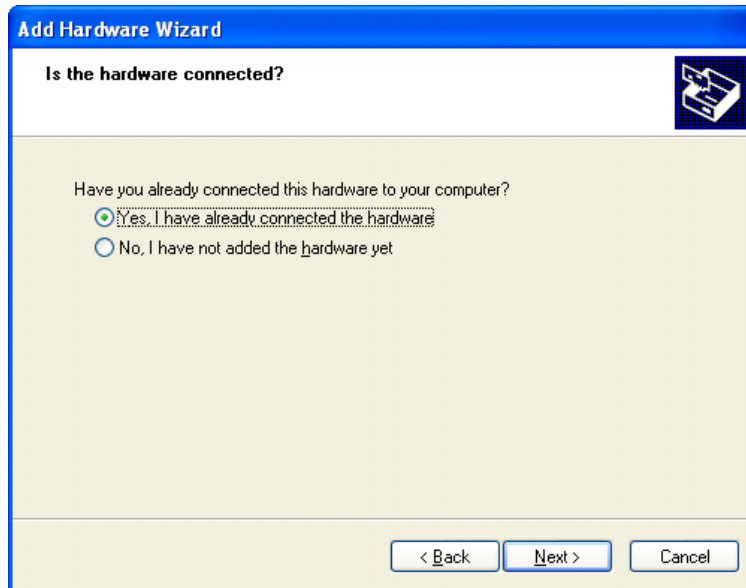 Add Hardware Wizard
Is the hardware connected?
Have you already connected this hardware to your computer?
Yes, I have already connected the hardware
No, I have not added the hardware yet
< Back Next > Cancel